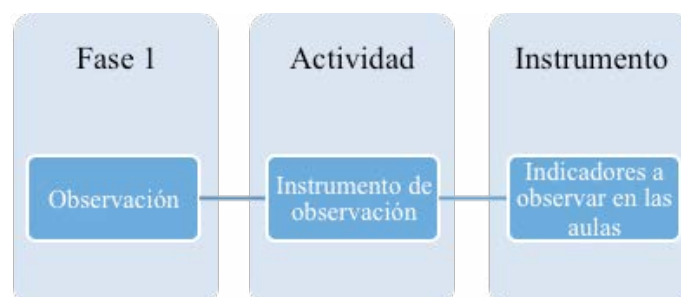 Fase 1
Actividad
Instrumento
Observación
Instrumento de
observación
Indicadores a
observar en las
aulas